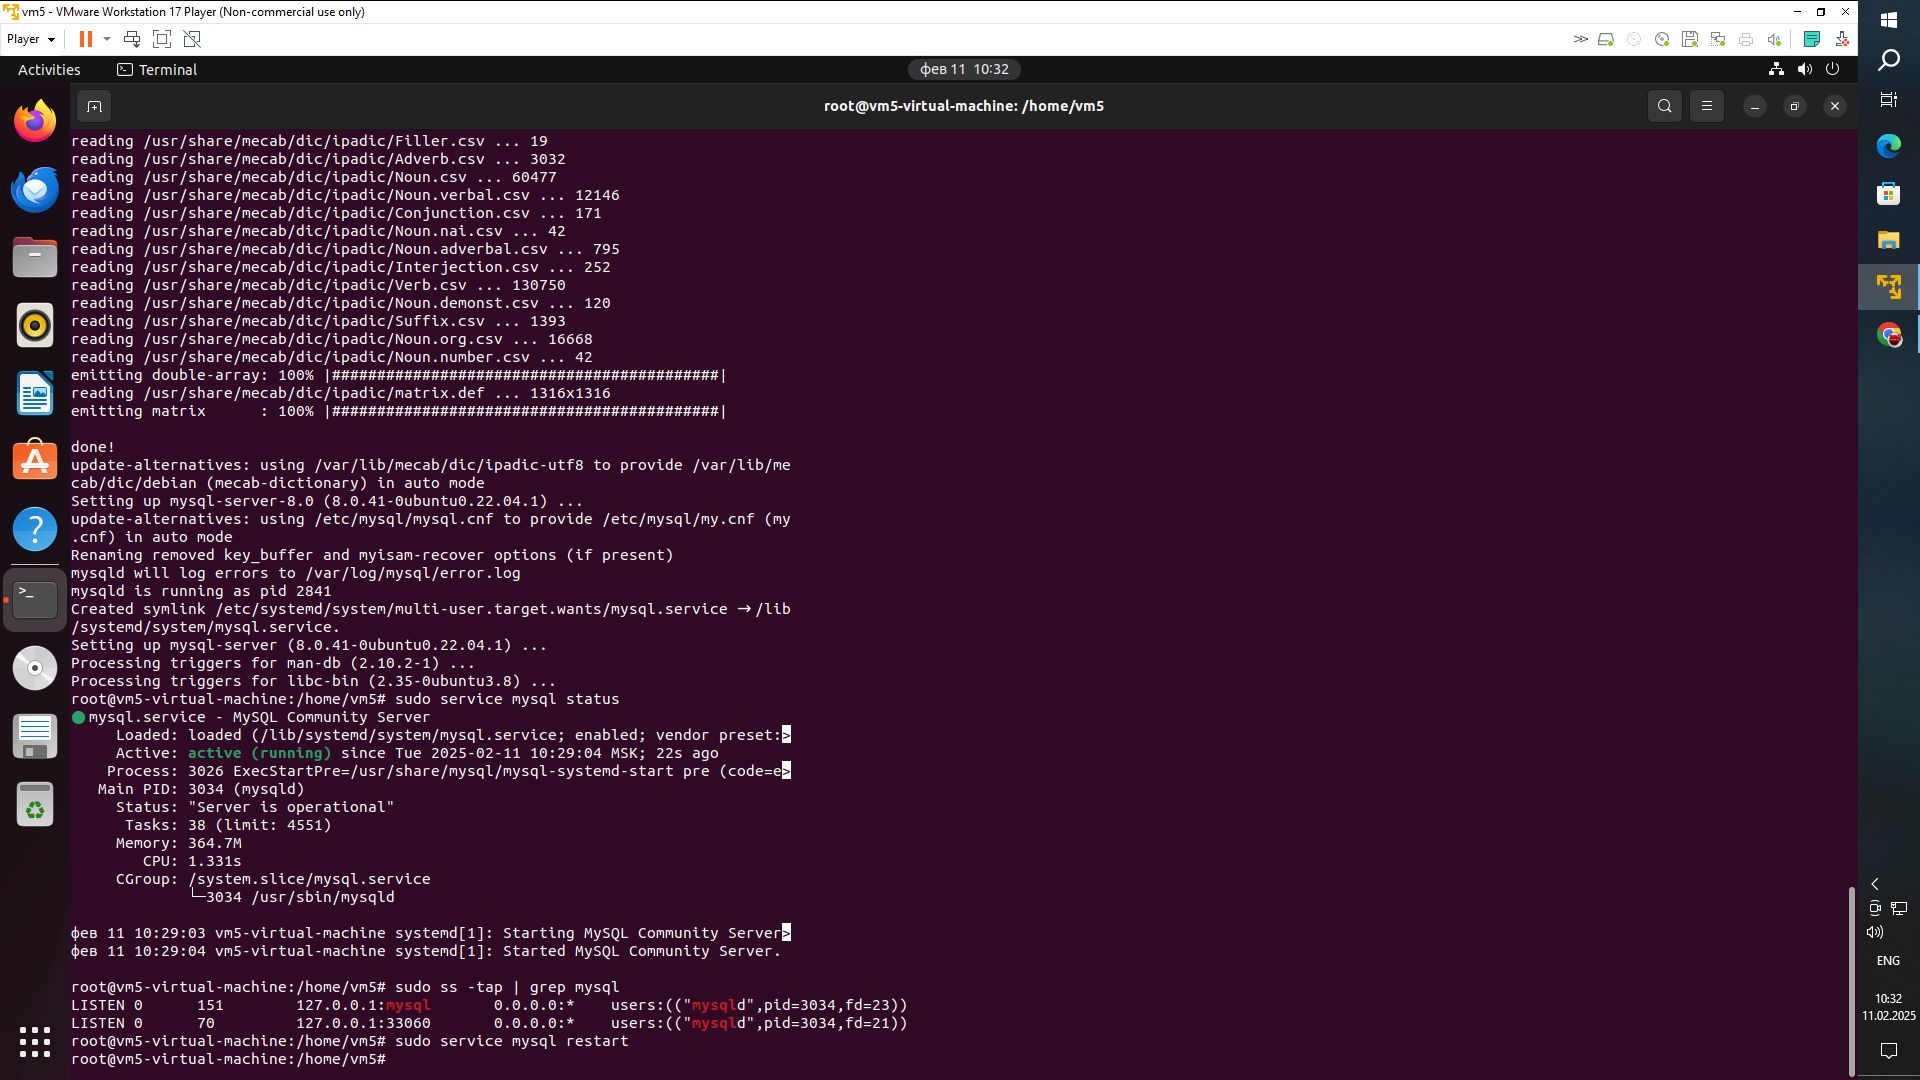 vm5 - VMware Workstation 17 Player (Non-commercial use only)
Player
Activities
Terminal
фев 11 10:32
root@vm5-virtual-machine: /home/vm5
reading /usr/share/mecab/dic/ipadic/Filler.csv ... 19
reading /usr/share/mecab/dic/ipadic/Adverb.csv ... 3032
reading /usr/share/mecab/dic/ipadic/Noun.csv ... 60477
reading /usr/share/mecab/dic/ipadic/Noun.verbal.csv ... 12146
reading /usr/share/mecab/dic/ipadic/Conjunction.csv ... 171
reading /usr/share/mecab/dic/ipadic/Noun.nai.csv ... 42
reading /usr/share/mecab/dic/ipadic/Noun.adverbal.csv ... 795
reading /usr/share/mecab/dic/ipadic/Interjection.csv ... 252
reading /usr/share/mecab/dic/ipadic/Verb.csv ... 130750
reading /usr/share/mecab/dic/ipadic/Noun.demonst.csv ... 120
reading /usr/share/mecab/dic/ipadic/Suffix.csv ... 1393
reading /usr/share/mecab/dic/ipadic/Noun.org.csv ... 16668
reading /usr/share/mecab/dic/ipadic/Noun.number.csv ... 42
emitting double-array: 100% |###########################################|
reading /usr/share/mecab/dic/ipadic/matrix.def ... 1316x1316
emitting matrix      : 100% |###########################################|
done!
update-alternatives: using /var/lib/mecab/dic/ipadic-utf8 to provide /var/lib/me
cab/dic/debian (mecab-dictionary) in auto mode
Setting up mysql-server-8.0 (8.0.41-0ubuntu0.22.04.1) ...
update-alternatives: using /etc/mysql/mysql.cnf to provide /etc/mysql/my.cnf (my
.cnf) in auto mode
Renaming removed key_buffer and myisam-recover options (if present)
mysqld will log errors to /var/log/mysql/error.log
mysqld is running as pid 2841
Created symlink /etc/systemd/system/multi-user.target.wants/mysql.service → /lib
/systemd/system/mysql.service.
Setting up mysql-server (8.0.41-0ubuntu0.22.04.1) ...
Processing triggers for man-db (2.10.2-1) ...
Processing triggers for libc-bin (2.35-0ubuntu3.8) ...
root@vm5-virtual-machine:/home/vm5# sudo service mysql status
● mysql.service - MySQL Community Server
     Loaded: loaded (/lib/systemd/system/mysql.service; enabled; vendor preset:>
     Active: active (running) since Tue 2025-02-11 10:29:04 MSK; 22s ago
    Process: 3026 ExecStartPre=/usr/share/mysql/mysql-systemd-start pre (code=e>
   Main PID: 3034 (mysqld)
     Status: "Server is operational"
      Tasks: 38 (limit: 4551)
     Memory: 364.7M
        CPU: 1.331s
     CGroup: /system.slice/mysql.service
             └─3034 /usr/sbin/mysqld
фев 11 10:29:03 vm5-virtual-machine systemd[1]: Starting MySQL Community Server>
фев 11 10:29:04 vm5-virtual-machine systemd[1]: Started MySQL Community Server.
root@vm5-virtual-machine:/home/vm5# sudo ss -tap | grep mysql
LISTEN 0      151        127.0.0.1:mysql       0.0.0.0:*    users:(("mysqld",pid=3034,fd=23))
LISTEN 0      70         127.0.0.1:33060       0.0.0.0:*    users:(("mysqld",pid=3034,fd=21))
root@vm5-virtual-machine:/home/vm5# sudo service mysql restart
root@vm5-virtual-machine:/home/vm5#
ENG
10:32
11.02.2025